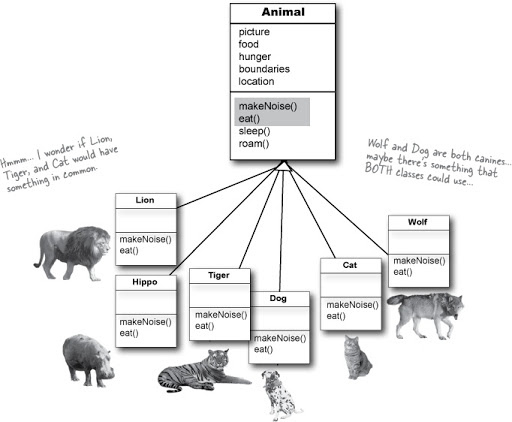 Animal
picture
food
hunger
boundaries
location
makeNoise()
eat()
sleep()
roam()
Hmmm... I wonder if Lion,
Tiger, and Cat would have
something in common.
Wolf and Dog are both canines...
maybe there's something that
BOTH classes could use...
Lion
makeNoise()
eat()
Wolf
makeNoise()
eat()
Hippo
makeNoise()
eat()
Tiger
makeNoise()
eat()
Dog
makeNoise()
eat()
Cat
makeNoise()
eat()